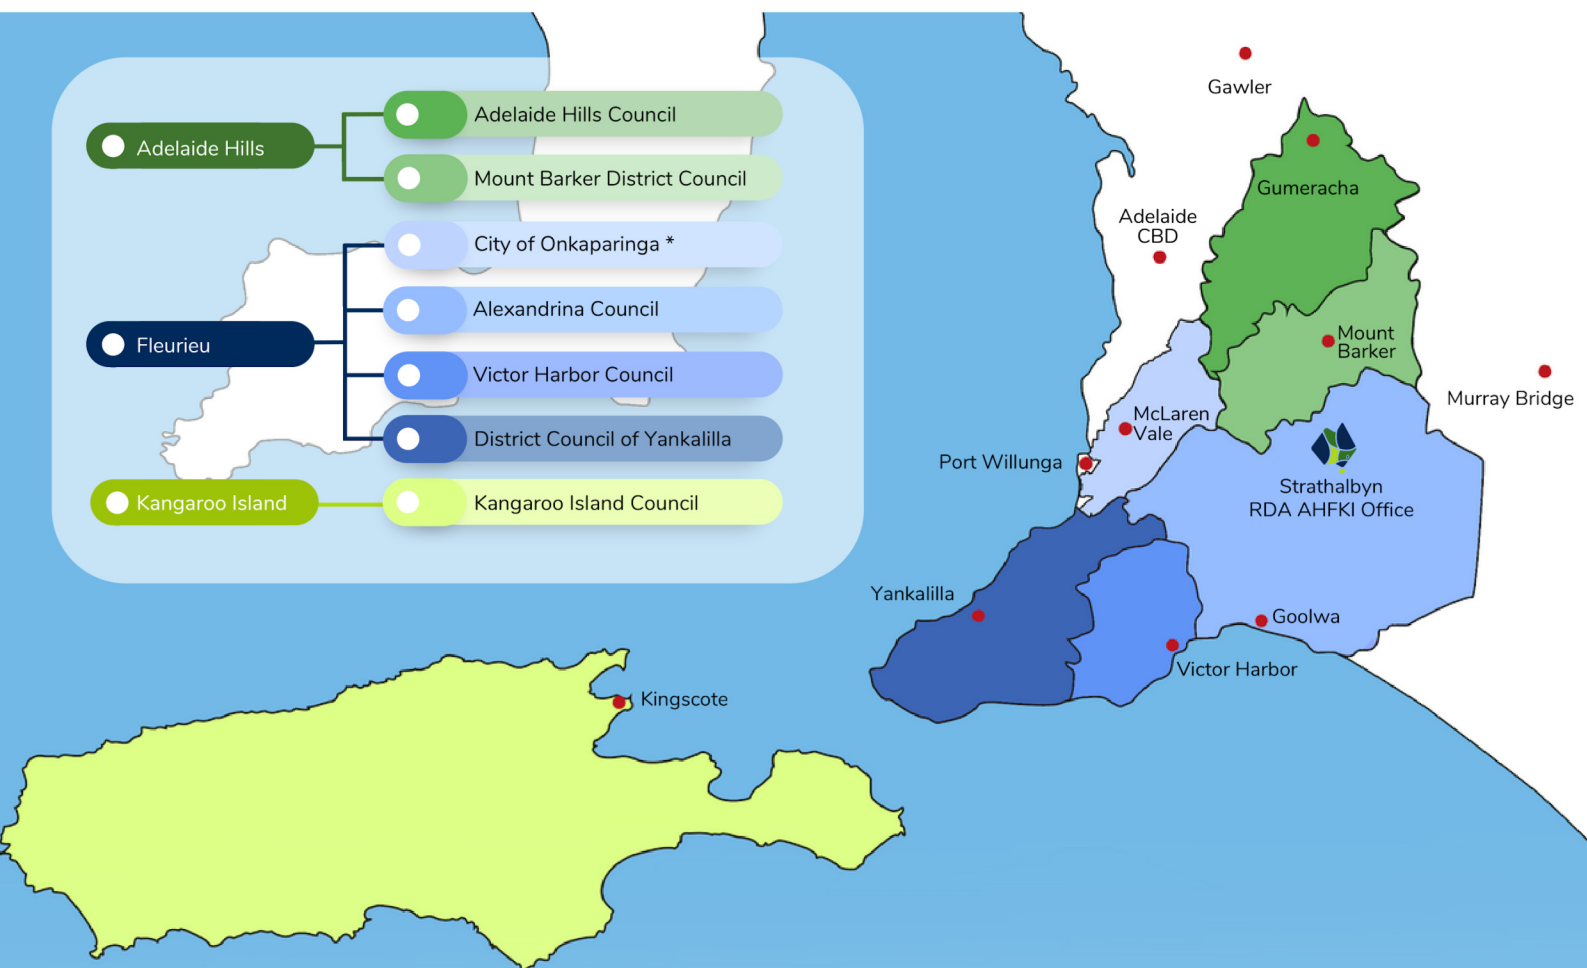 Adelaide Hills
Adelaide Hills Council
Mount Barker District Council
Fleurieu
City of Onkaparinga *
Alexandrina Council
Victor Harbor Council
District Council of Yankalilla
Kangaroo Island
Kangaroo Island Council
Gawler
Gumeracha
Adelaide
CBD
Mount
Barker
Murray Bridge
McLaren
Vale
Port Willunga
Strathalbyn
RDA AHFKI Office
Yankalilla
Goolwa
Victor Harbor
Kingscote